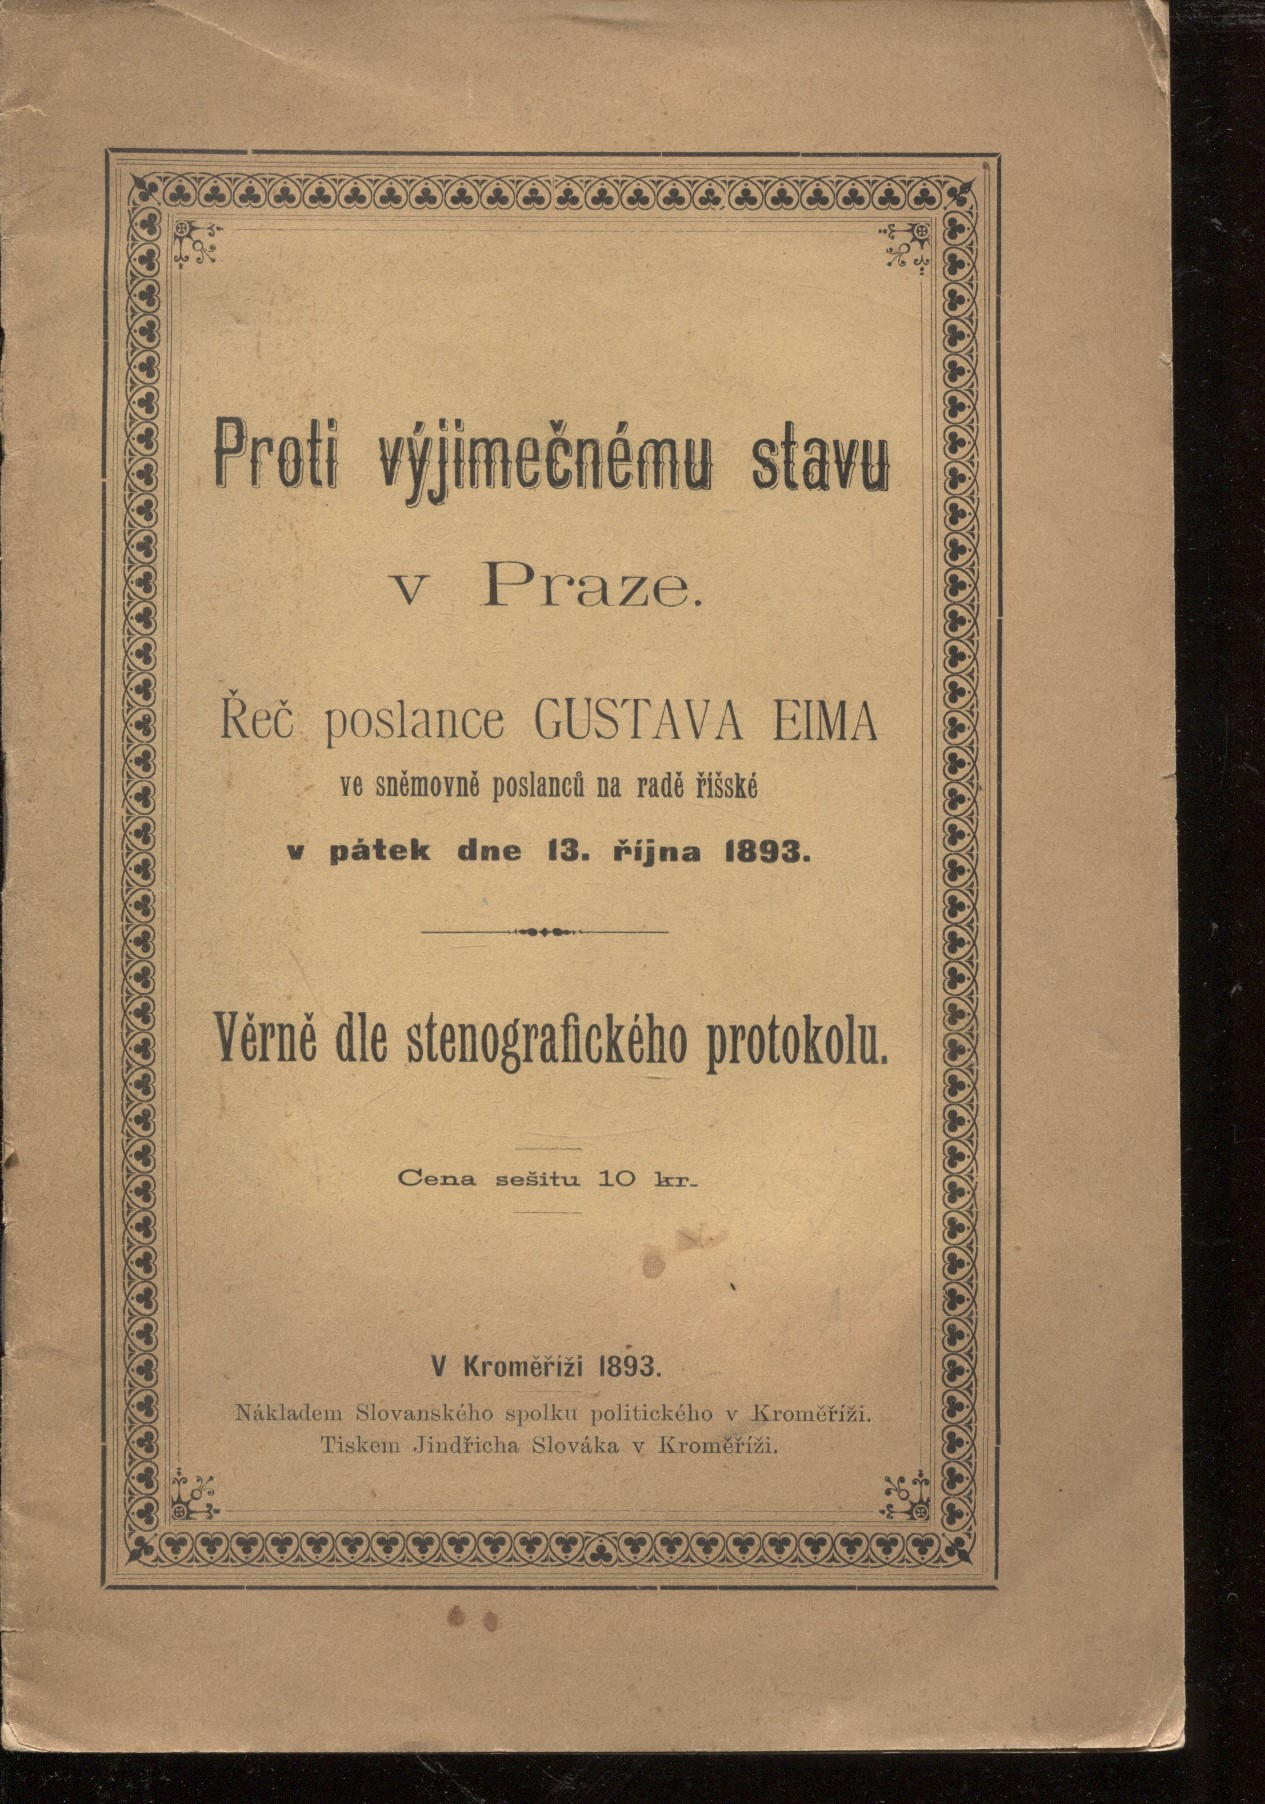 Proti výjimečnému stavu
v Praze.
Řeč poslance GUSTAVA EIMA
ve sněmovně poslanců na radě říšské
v pátek dne 13. října 1893.
Věrně dle stenografického protokolu.
Cena sešitu 10 kr.
V Kroměříži 1893.
Nákladem Slovanského spolku politického v Kroměříži.
Tiskem Jindřicha Slováka v Kroměříži.